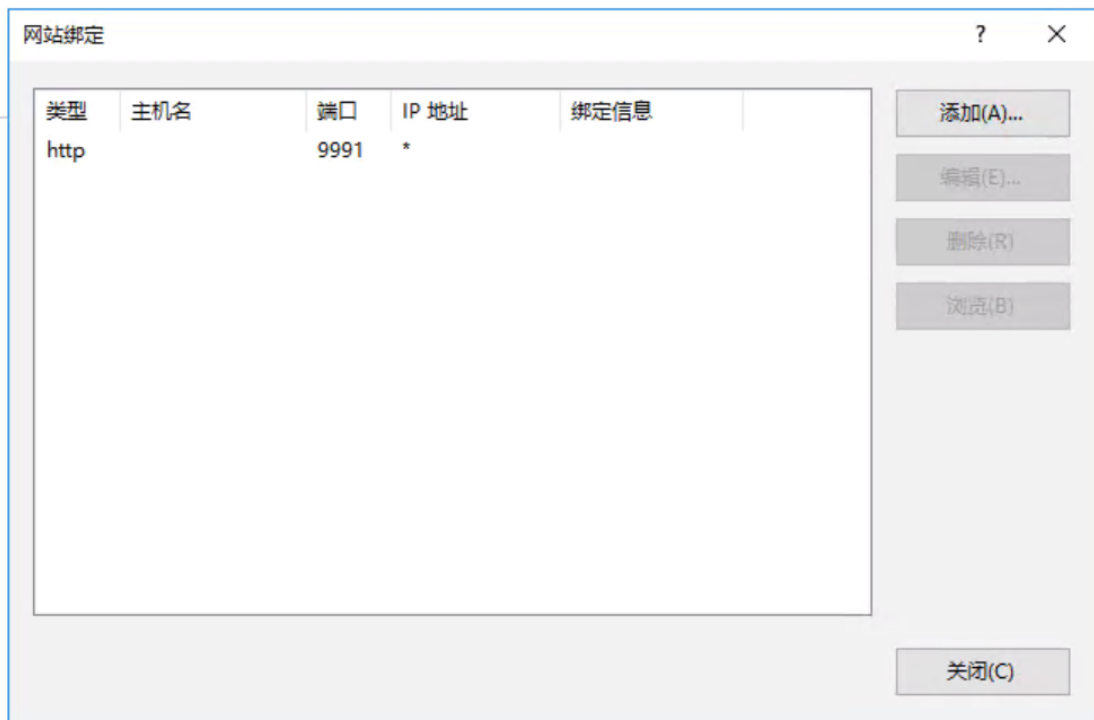 网站绑定 ?
类型 主机名 端口 IP 地址 绑定信息
http 9991 *
添加(A)...
编辑(E)...
删除(R)
浏览(B)
关闭(C)